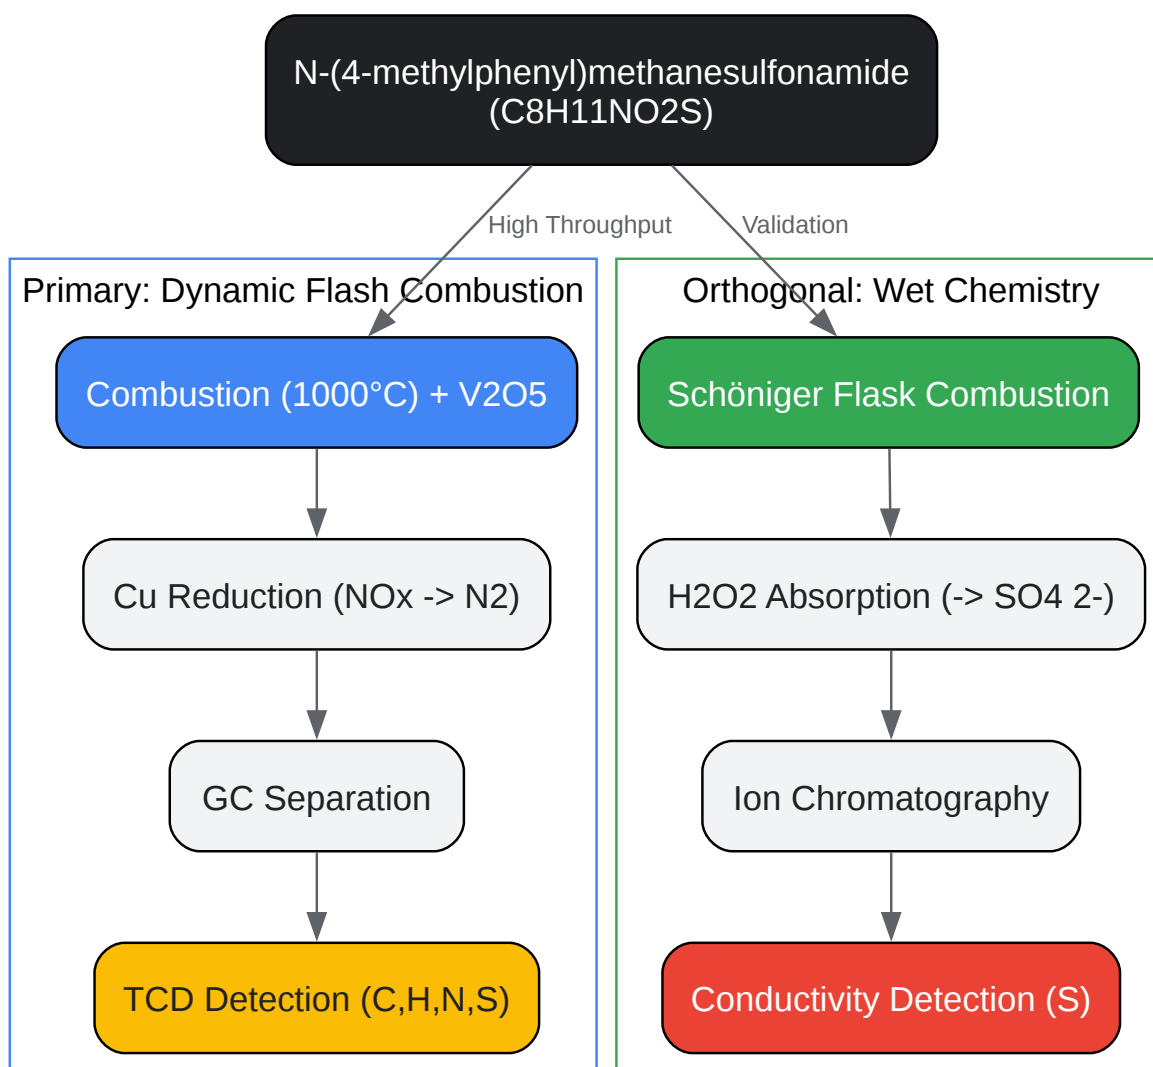 N-(4-methylphenyl)methanesulfonamide
(C8H11NO2S)
High Throughput
Validation
Primary: Dynamic Flash Combustion
Orthogonal: Wet Chemistry
Combustion (1000°C) + V2O5
Schöniger Flask Combustion
Cu Reduction (NOx -> N2)
H2O2 Absorption (-> SO4 2-)
GC Separation
Ion Chromatography
TCD Detection (C,H,N,S)
Conductivity Detection (S)